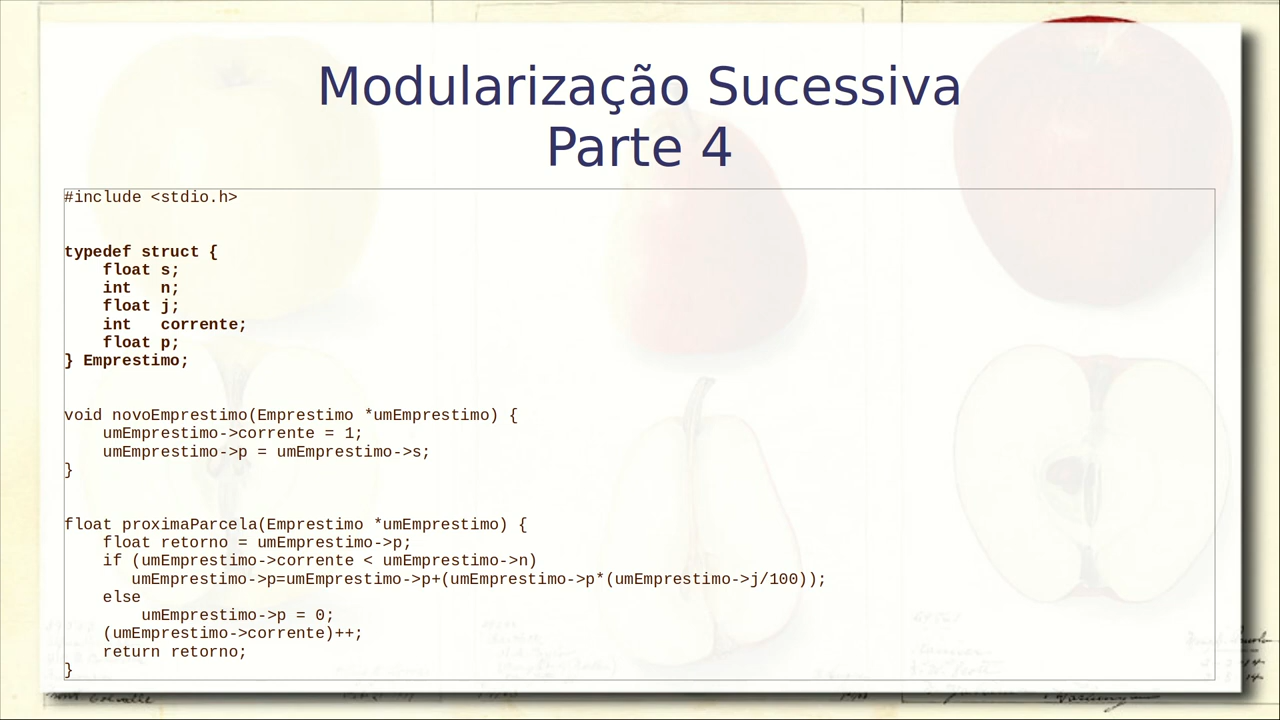 Modularização Sucessiva
Parte 4
#include <stdio.h>
typedef struct {
    float s;
    int   n;
    float j;
    int   corrente;
    float p;
} Emprestimo;
void novoEmprestimo(Emprestimo *umEmprestimo) {
    umEmprestimo->corrente = 1;
    umEmprestimo->p = umEmprestimo->s;
}
float proximaParcela(Emprestimo *umEmprestimo) {
    float retorno = umEmprestimo->p;
    if (umEmprestimo->corrente < umEmprestimo->n)
       umEmprestimo->p=umEmprestimo->p+(umEmprestimo->p*(umEmprestimo->j/100));
    else
        umEmprestimo->p = 0;
    (umEmprestimo->corrente)++;
    return retorno;
}